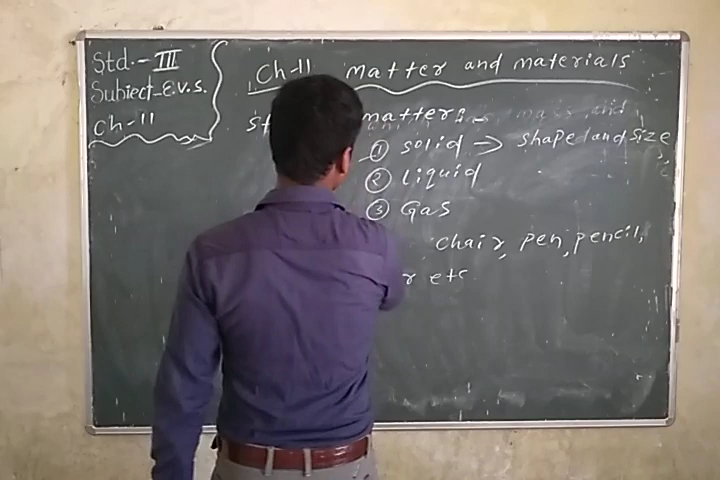 Std.- III
Subject-E.V.S.
Ch-11
1. Ch-11 matter and materials
matters -
① Solid → shape and size
② Liquid
③ Gas
chair, pen, pencil,
r etc